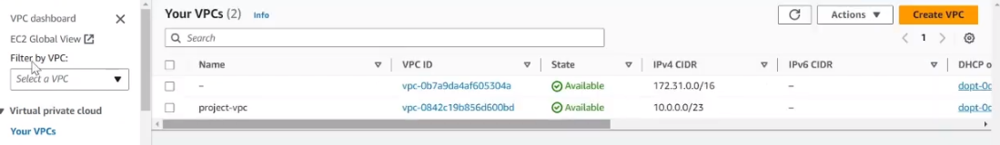 VPC dashboard
EC2 Global View
Filter by VPC:
Select a VPC
Virtual private cloud
Your VPCs
Your VPCs (2) Info
Actions
Create VPC
Search
1
Name VPC ID State IPv4 CIDR IPv6 CIDR DHCP o
– vpc-0b7a9da4af605304a Available 172.31.0.0/16 – dopt-0c
project-vpc vpc-0842c19b856d600bd Available 10.0.0.0/23 – dopt-0c